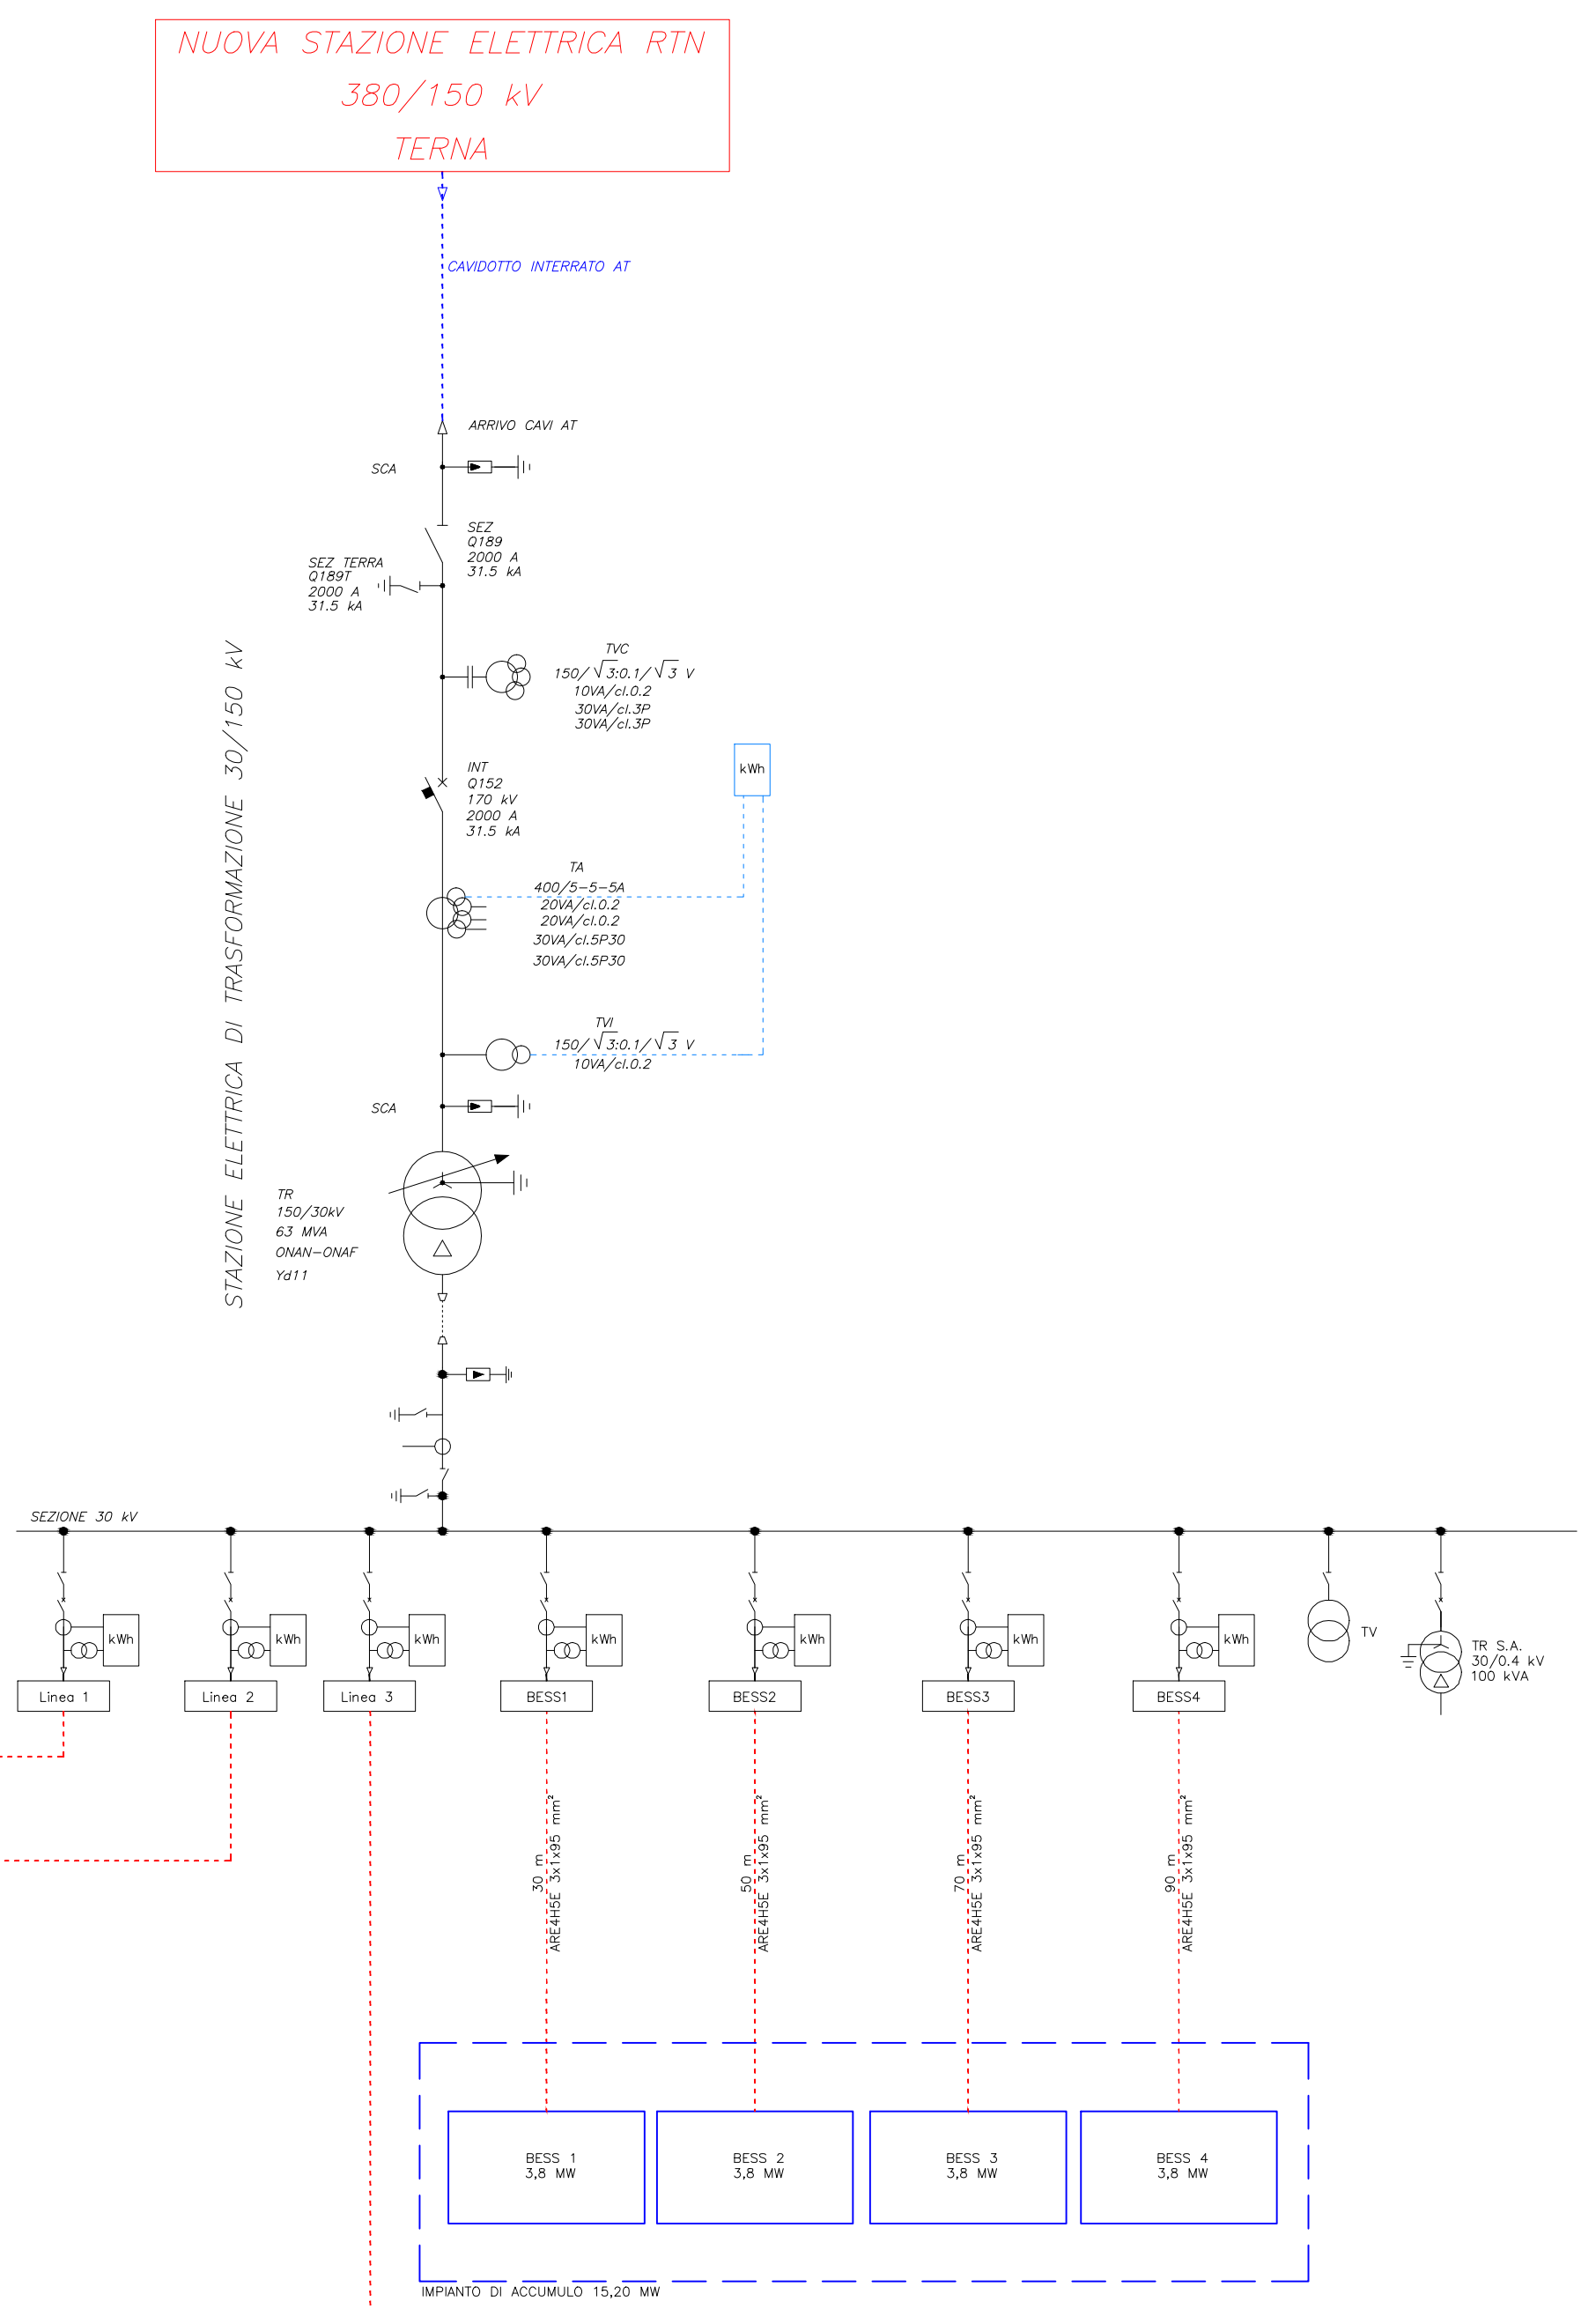 NUOVA STAZIONE ELETTRICA RTN
380/150 kV
TERNA
CAVIDOTTO INTERRATO AT
ARRIVO CAVI AT
SCA
SEZ
Q189
2000 A
31.5 kA
SEZ TERRA
Q189T
2000 A
31.5 kA
STAZIONE ELETTRICA DI TRASFORMAZIONE 30/150 kV
TVC
150/√3:0.1/√3 V
10VA/cl.0.2
30VA/cl.3P
30VA/cl.3P
kWh
INT
Q152
170 kV
2000 A
31.5 kA
TA
400/5-5-5A
20VA/cl.0.2
20VA/cl.0.2
30VA/cl.5P30
30VA/cl.5P30
TVI
150/√3:0.1/√3 V
10VA/cl.0.2
SCA
TR
150/30kV
63 MVA
ONAN-ONAF
Yd11
SEZIONE 30 kV
kWh
kWh
kWh
kWh
kWh
kWh
kWh
TV
TR S.A.
30/0.4 kV
100 kVA
Linea 1
Linea 2
Linea 3
BESS1
BESS2
BESS3
BESS4
30 m
ARE4H5E 3x1x95 mm²
50 m
ARE4H5E 3x1x95 mm²
70 m
ARE4H5E 3x1x95 mm²
90 m
ARE4H5E 3x1x95 mm²
BESS 1
3,8 MW
BESS 2
3,8 MW
BESS 3
3,8 MW
BESS 4
3,8 MW
IMPIANTO DI ACCUMULO 15,20 MW